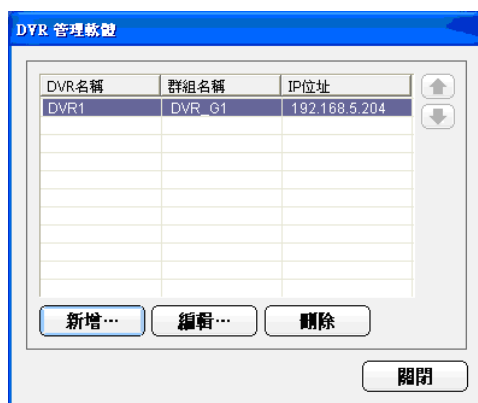 DVR 管理軟體
DVR名稱 群組名稱 IP位址
DVR1 DVR_G1 192.168.5.204
新增… 編輯… 刪除
關閉